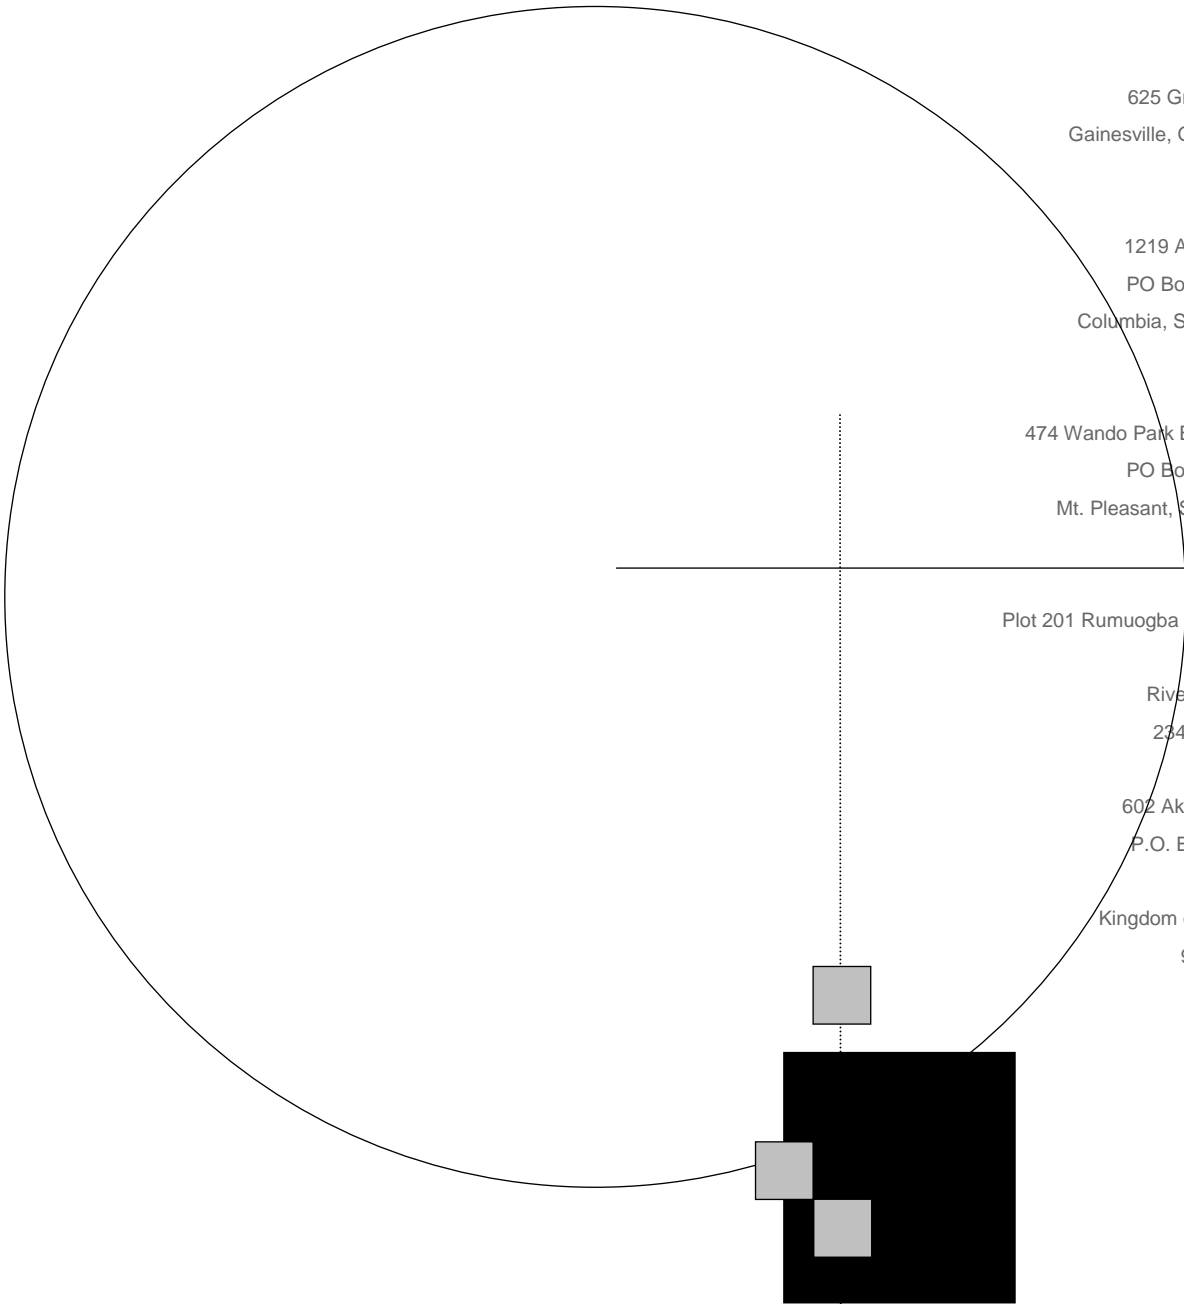 625 G
Gainesville,
1219 A
PO Bo
Columbia, S
474 Wando Park
PO Bo
Mt. Pleasant, S
Plot 201 Rumuogba
Rive
234
602 Ak
P.O.
Kingdom